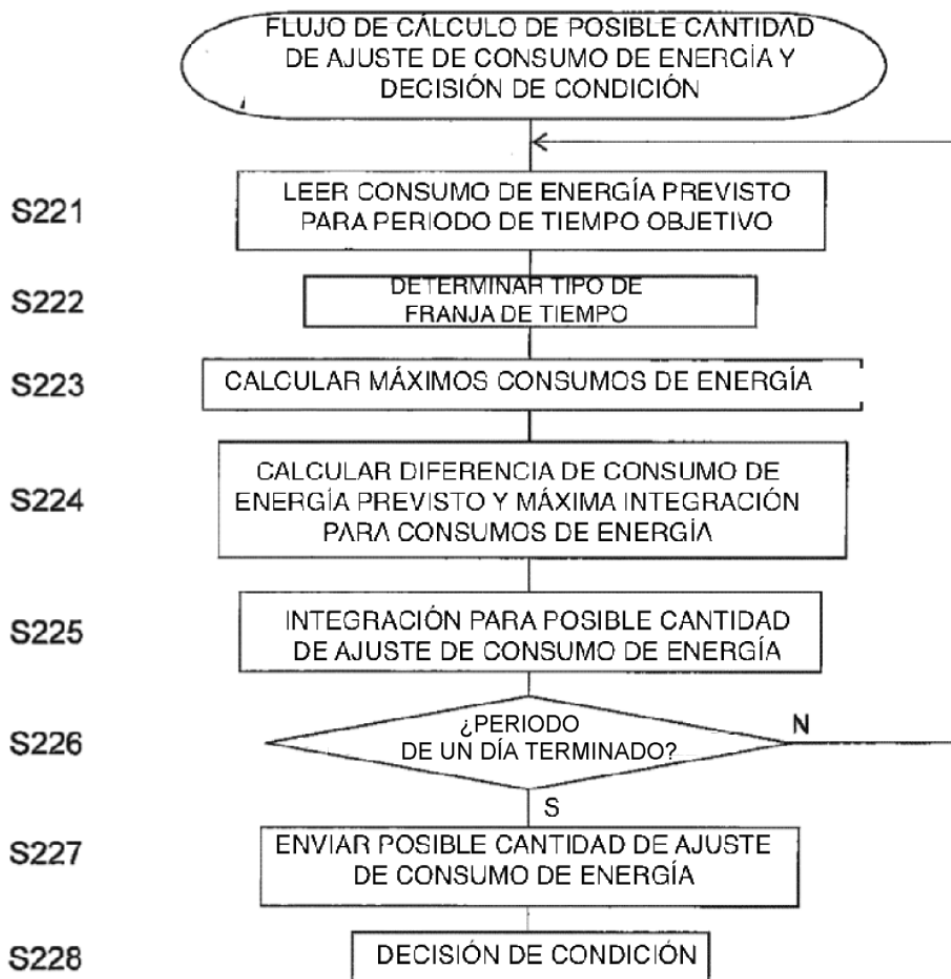 FLUJO DE CÁLCULO DE POSIBLE CANTIDAD
DE AJUSTE DE CONSUMO DE ENERGÍA Y
DECISIÓN DE CONDICIÓN
S221
LEER CONSUMO DE ENERGÍA PREVISTO
PARA PERIODO DE TIEMPO OBJETIVO
S222
DETERMINAR TIPO DE
FRANJA DE TIEMPO
S223
CALCULAR MÁXIMOS CONSUMOS DE ENERGÍA
S224
CALCULAR DIFERENCIA DE CONSUMO DE
ENERGÍA PREVISTO Y MÁXIMA INTEGRACIÓN
PARA CONSUMOS DE ENERGÍA
S225
INTEGRACIÓN PARA POSIBLE CANTIDAD
DE AJUSTE DE CONSUMO DE ENERGÍA
S226
¿PERIODO
DE UN DÍA TERMINADO?
N
S
S227
ENVIAR POSIBLE CANTIDAD DE AJUSTE
DE CONSUMO DE ENERGÍA
S228
DECISIÓN DE CONDICIÓN